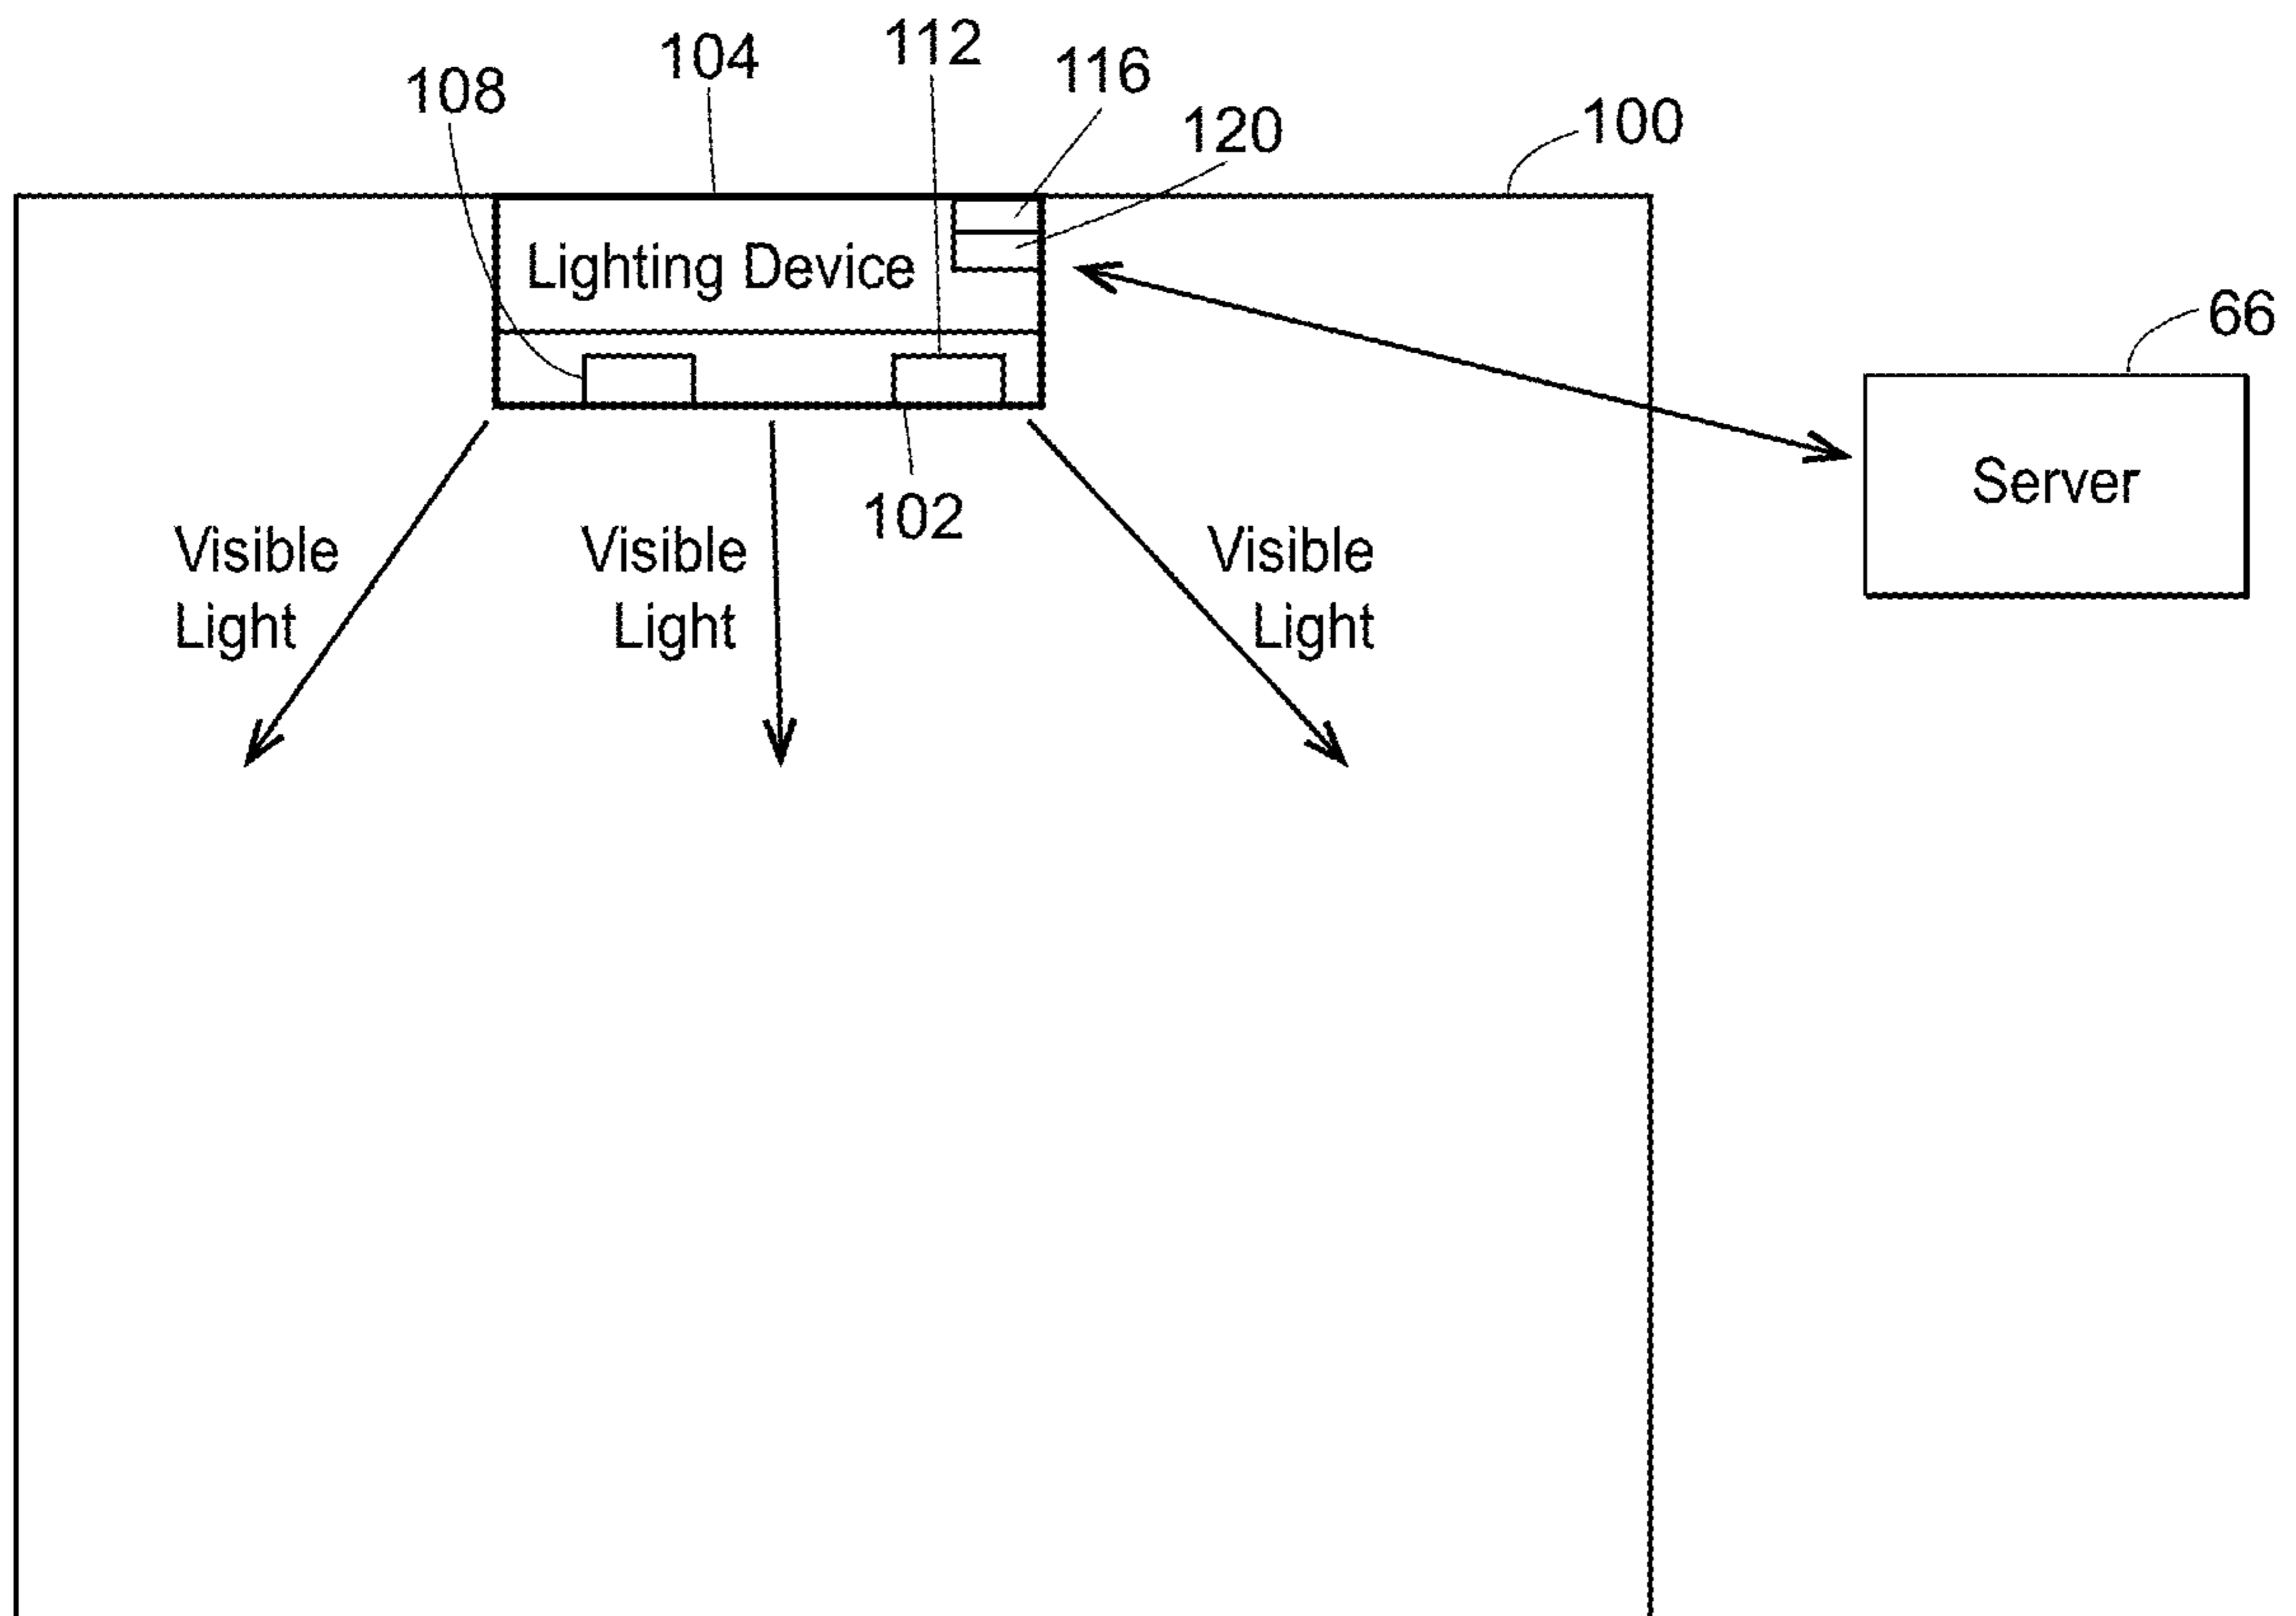 112
104
116
108
100
120
Lighting Device
66
Server
102
Visible
Light
Visible
Light
Visible
Light